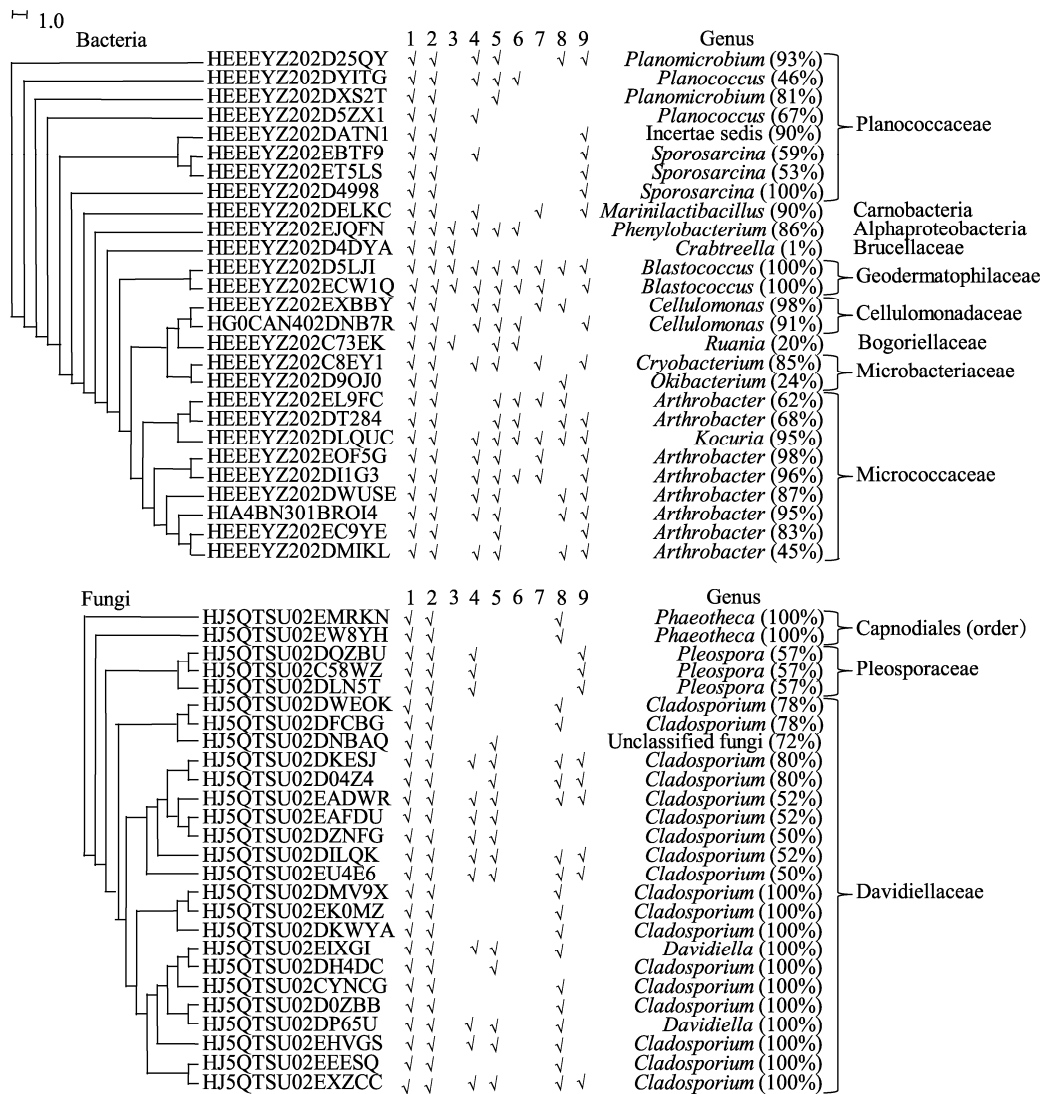 1.0
Bacteria 1 2 3 4 5 6 7 8 9 Genus
HEEEYZ202D25QY √ √ √ √ √ √ Planomicrobium (93%)
HEEEYZ202DYITG √ √ √ √ √ Planococcus (46%)
HEEEYZ202DXS2T √ √ √ Planomicrobium (81%)
HEEEYZ202D5ZX1 √ √ √ Planococcus (67%) Planococcaceae
HEEEYZ202DATN1 √ √ √ Incertae sedis (90%)
HEEEYZ202EBTF9 √ √ √ √ Sporosarcina (59%)
HEEEYZ202ET5LS √ √ √ Sporosarcina (53%)
HEEEYZ202D4998 √ √ √ Sporosarcina (100%)
HEEEYZ202DELKC √ √ √ √ √ Marinilactibacillus (90%) Carnobacteria
HEEEYZ202EJQFN √ √ √ √ √ √ Phenylobacterium (86%) Alphaproteobacteria
HEEEYZ202D4DYA √ √ √ Crabtreella (1%) Brucellaceae
HEEEYZ202D5LJI √ √ √ √ √ √ √ √ √ Blastococcus (100%) Geodermatophilaceae
HEEEYZ202ECW1Q √ √ √ √ √ √ √ √ Blastococcus (100%)
HEEEYZ202EXBBY √ √ √ √ √ √ Cellulomonas (98%) Cellulomonadaceae
HG0CAN402DNB7R √ √ √ √ √ √ Cellulomonas (91%)
HEEEYZ202C73EK √ √ √ √ √ Ruania (20%) Bogoriellaceae
HEEEYZ202C8EY1 √ √ √ √ √ √ Cryobacterium (85%) Microbacteriaceae
HEEEYZ202D9OJ0 √ √ √ Okibacterium (24%)
HEEEYZ202EL9FC √ √ √ √ √ √ Arthrobacter (62%)
HEEEYZ202DT284 √ √ √ √ √ √ Arthrobacter (68%)
HEEEYZ202DLQUC √ √ √ √ √ √ √ √ Kocuria (95%)
HEEEYZ202EOF5G √ √ √ √ √ √ Arthrobacter (98%)
HEEEYZ202DI1G3 √ √ √ √ √ √ √ Arthrobacter (96%) Micrococcaceae
HEEEYZ202DWUSE √ √ √ √ √ √ Arthrobacter (87%)
HIA4BN301BROI4 √ √ √ √ √ √ Arthrobacter (95%)
HEEEYZ202EC9YE √ √ √ √ Arthrobacter (83%)
HEEEYZ202DMIKL √ √ √ √ √ √ Arthrobacter (45%)
Fungi 1 2 3 4 5 6 7 8 9 Genus
HJ5QTSU02EMRKN √ √ √ Phaeotheca (100%) Capnodiales (order)
HJ5QTSU02EW8YH √ √ √ Phaeotheca (100%)
HJ5QTSU02DQZBU √ √ √ √ Pleospora (57%)
HJ5QTSU02C58WZ √ √ √ √ Pleospora (57%) Pleosporaceae
HJ5QTSU02DLN5T √ √ √ √ Pleospora (57%)
HJ5QTSU02DWEOK √ √ √ Cladosporium (78%)
HJ5QTSU02DFCBG √ √ √ Cladosporium (78%)
HJ5QTSU02DNBAQ √ √ √ Unclassified fungi (72%)
HJ5QTSU02DKESJ √ √ √ √ √ √ Cladosporium (80%)
HJ5QTSU02D04Z4 √ √ √ √ √ Cladosporium (80%)
HJ5QTSU02EADWR √ √ √ √ √ √ Cladosporium (52%)
HJ5QTSU02EAFDU √ √ √ √ Cladosporium (52%)
HJ5QTSU02DZNFG √ √ √ √ Cladosporium (50%)
HJ5QTSU02DILQK √ √ √ √ √ √ Cladosporium (52%)
HJ5QTSU02EU4E6 √ √ √ √ √ √ Cladosporium (50%)
HJ5QTSU02DMV9X √ √ √ Cladosporium (100%) Davidiellaceae
HJ5QTSU02EK0MZ √ √ √ Cladosporium (100%)
HJ5QTSU02DKWYA √ √ √ Cladosporium (100%)
HJ5QTSU02EIXGI √ √ √ √ √ Davidiella (100%)
HJ5QTSU02DH4DC √ √ √ Cladosporium (100%)
HJ5QTSU02CYNCG √ √ √ Cladosporium (100%)
HJ5QTSU02D0ZBB √ √ √ Cladosporium (100%)
HJ5QTSU02DP65U √ √ √ √ √ Davidiella (100%)
HJ5QTSU02EHVGS √ √ √ √ √ Cladosporium (100%)
HJ5QTSU02EEESQ √ √ √ Cladosporium (100%)
HJ5QTSU02EXZCC √ √ √ √ √ √ Cladosporium (100%)